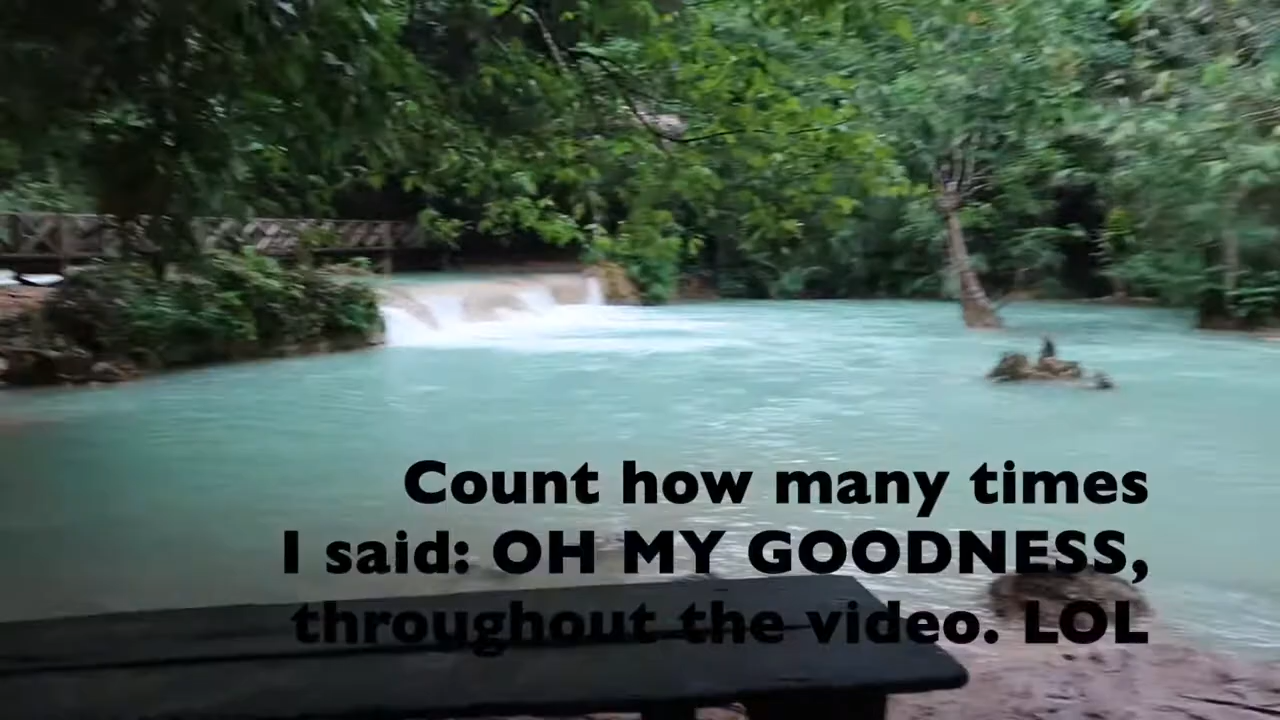 Count how many times
I said: OH MY GOODNESS,
throughout the video. LOL